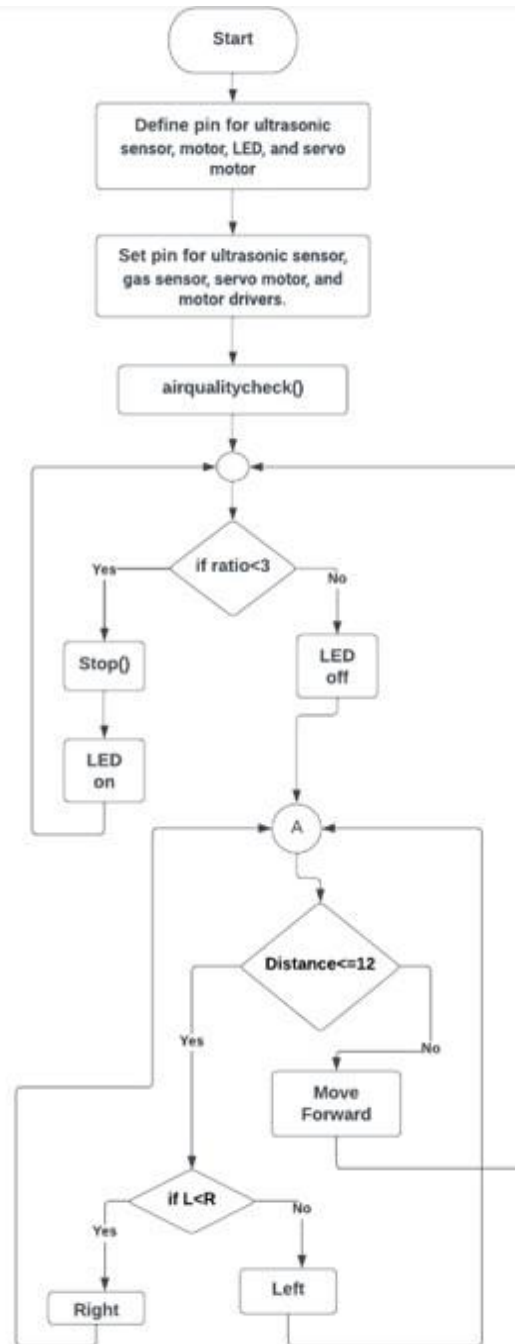 Start
Define pin for ultrasonic
sensor, motor, LED, and servo
motor
Set pin for ultrasonic sensor,
gas sensor, servo motor, and
motor drivers.
airqualitycheck()
if ratio<3
Yes
No
Stop()
LED
off
LED
on
A
Distance<=12
Yes
No
Move
Forward
if L<R
Yes
No
Right
Left